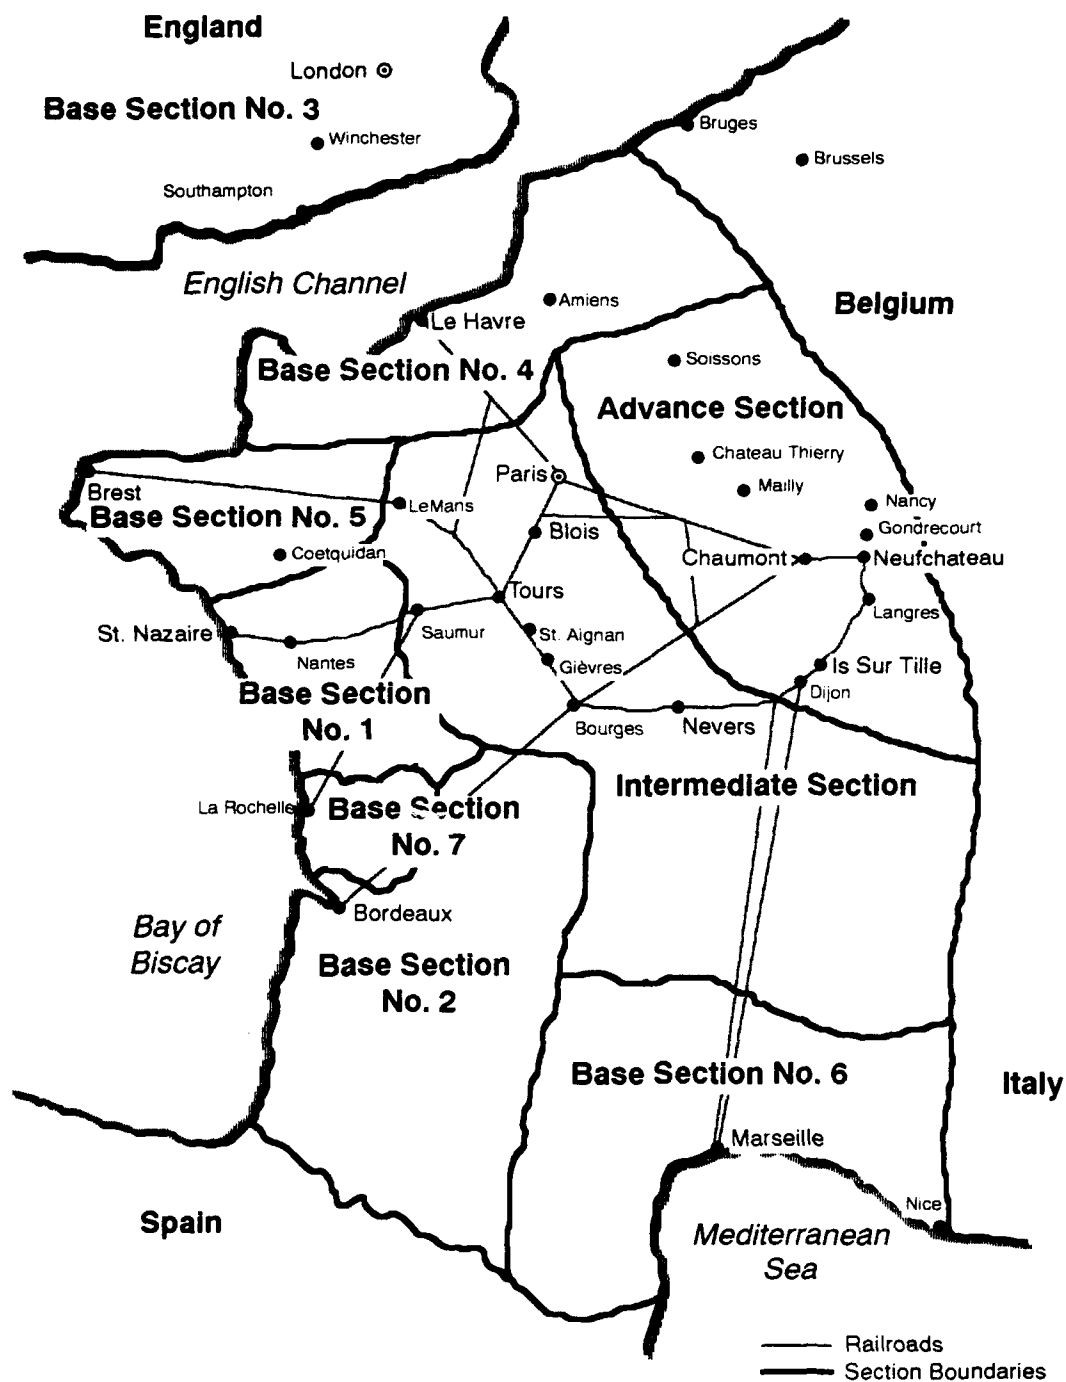 England
London
Base Section No. 3
Winchester
Southampton
Bruges
Brussels
English Channel
Amiens
Belgium
Le Havre
Soissons
Base Section No. 4
Advance Section
Chateau Thierry
Paris
Mailly
Brest
LeMans
Nancy
Base Section No. 5
Blois
Gondrecourt
Coetquidan
Chaumont
Neufchateau
Tours
Langres
St. Nazaire
Saumur
St. Aignan
Nantes
Gièvres
Is Sur Tille
Dijon
Base Section
No. 1
Bourges
Nevers
Intermediate Section
La Rochelle
Base Section
No. 7
Bordeaux
Bay of
Biscay
Base Section
No. 2
Base Section No. 6
Italy
Marseille
Nice
Spain
Mediterranean
Sea
Railroads
Section Boundaries